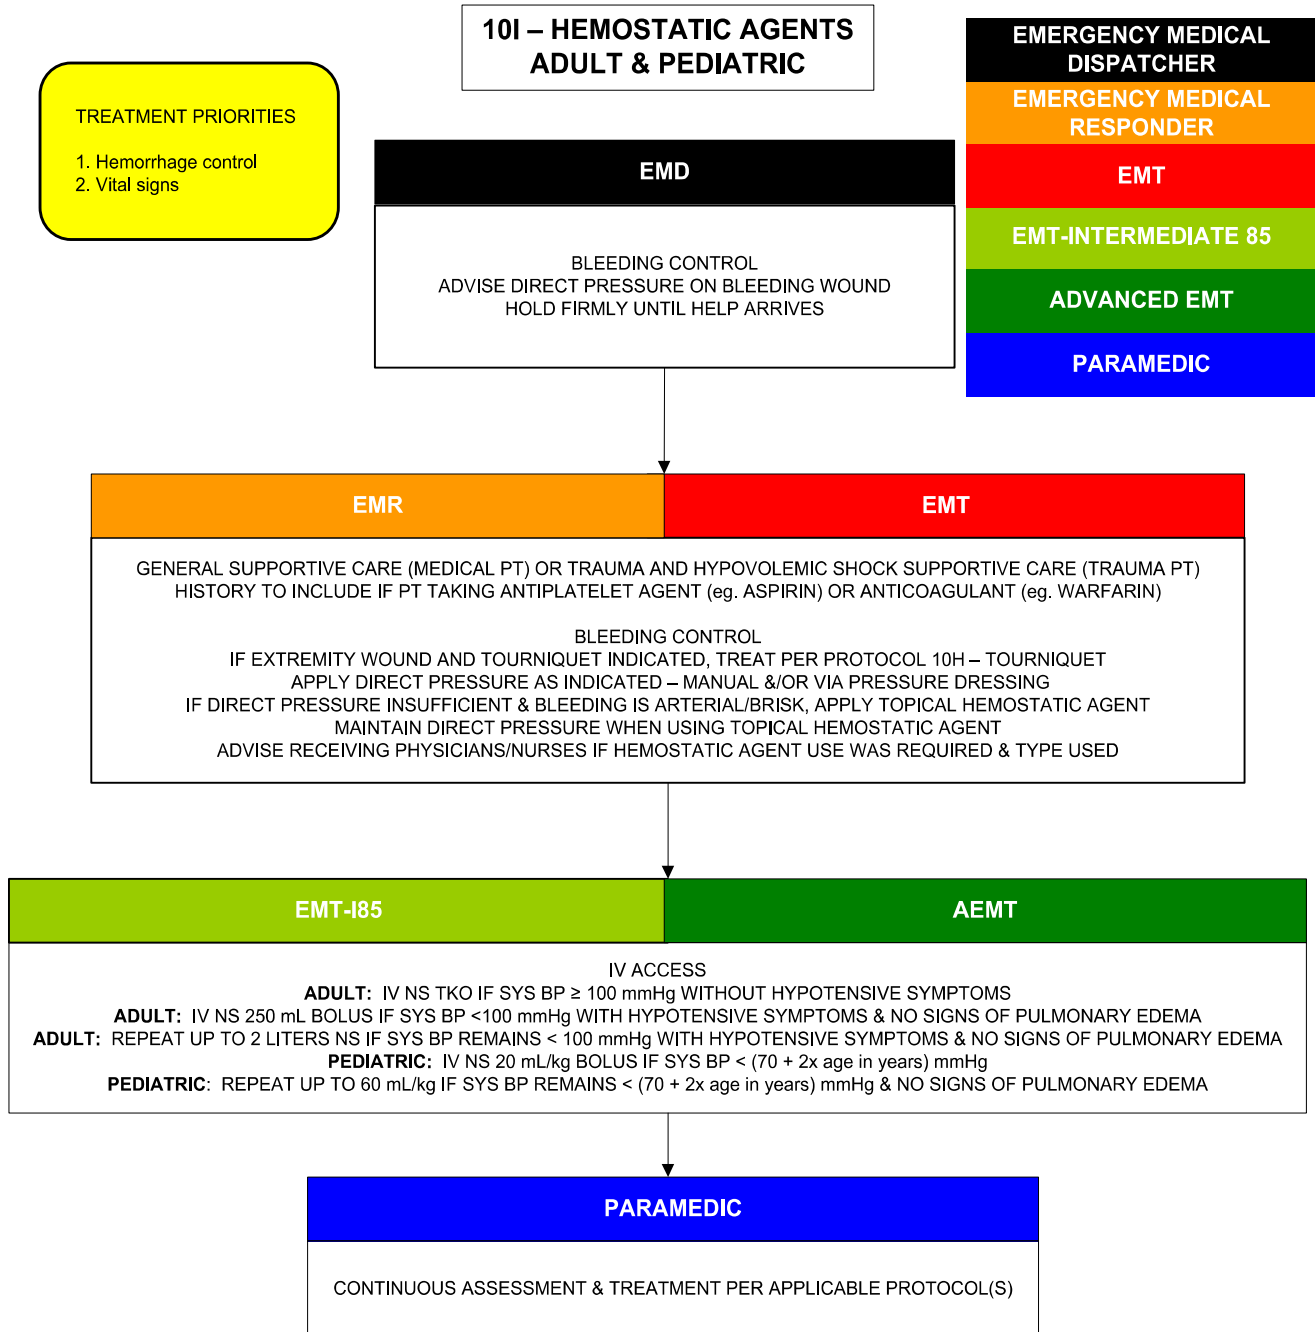 10I – HEMOSTATIC AGENTS
ADULT & PEDIATRIC
TREATMENT PRIORITIES
1. Hemorrhage control
2. Vital signs
EMERGENCY MEDICAL
DISPATCHER
EMERGENCY MEDICAL
RESPONDER
EMT
EMT-INTERMEDIATE 85
ADVANCED EMT
PARAMEDIC
EMD
BLEEDING CONTROL
ADVISE DIRECT PRESSURE ON BLEEDING WOUND
HOLD FIRMLY UNTIL HELP ARRIVES
EMR
EMT
GENERAL SUPPORTIVE CARE (MEDICAL PT) OR TRAUMA AND HYPOVOLEMIC SHOCK SUPPORTIVE CARE (TRAUMA PT)
HISTORY TO INCLUDE IF PT TAKING ANTIPLATELET AGENT (eg. ASPIRIN) OR ANTICOAGULANT (eg. WARFARIN)
BLEEDING CONTROL
IF EXTREMITY WOUND AND TOURNIQUET INDICATED, TREAT PER PROTOCOL 10H – TOURNIQUET
APPLY DIRECT PRESSURE AS INDICATED – MANUAL &/OR VIA PRESSURE DRESSING
IF DIRECT PRESSURE INSUFFICIENT & BLEEDING IS ARTERIAL/BRISK, APPLY TOPICAL HEMOSTATIC AGENT
MAINTAIN DIRECT PRESSURE WHEN USING TOPICAL HEMOSTATIC AGENT
ADVISE RECEIVING PHYSICIANS/NURSES IF HEMOSTATIC AGENT USE WAS REQUIRED & TYPE USED
EMT-I85
AEMT
IV ACCESS
ADULT: IV NS TKO IF SYS BP ≥ 100 mmHg WITHOUT HYPOTENSIVE SYMPTOMS
ADULT: IV NS 250 mL BOLUS IF SYS BP <100 mmHg WITH HYPOTENSIVE SYMPTOMS & NO SIGNS OF PULMONARY EDEMA
ADULT: REPEAT UP TO 2 LITERS NS IF SYS BP REMAINS < 100 mmHg WITH HYPOTENSIVE SYMPTOMS & NO SIGNS OF PULMONARY EDEMA
PEDIATRIC: IV NS 20 mL/kg BOLUS IF SYS BP < (70 + 2x age in years) mmHg
PEDIATRIC: REPEAT UP TO 60 mL/kg IF SYS BP REMAINS < (70 + 2x age in years) mmHg & NO SIGNS OF PULMONARY EDEMA
PARAMEDIC
CONTINUOUS ASSESSMENT & TREATMENT PER APPLICABLE PROTOCOL(S)